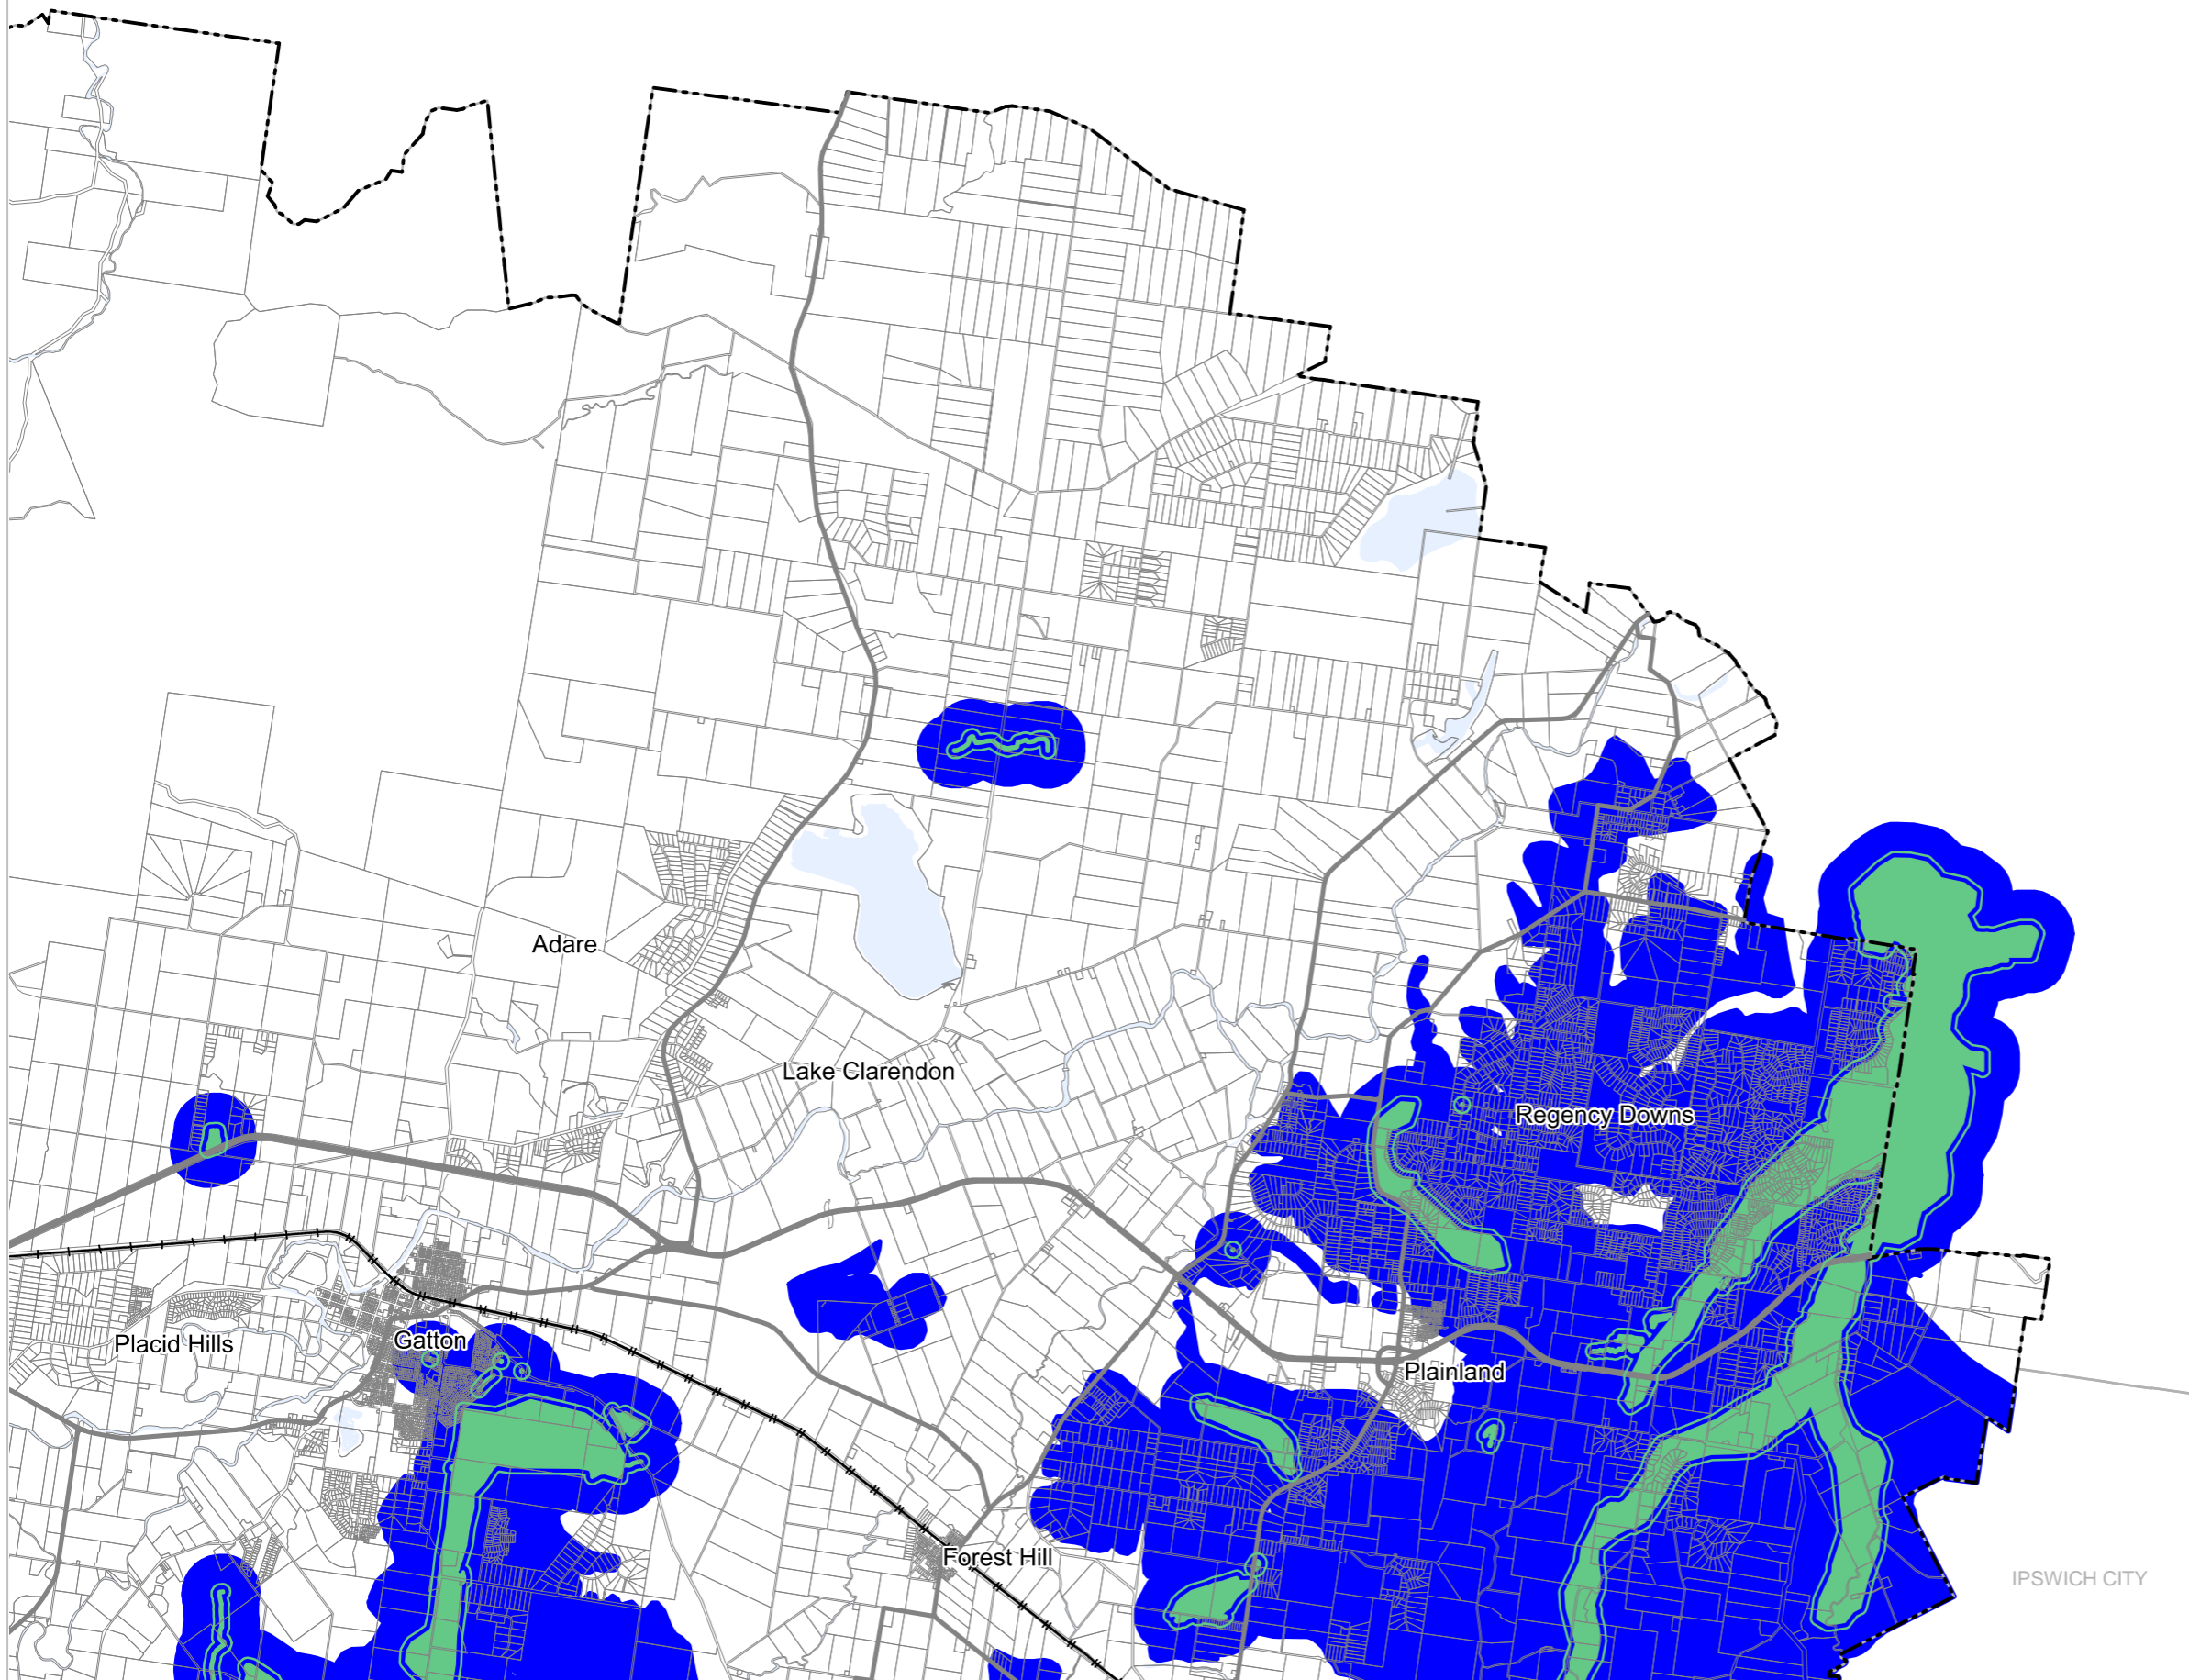 Adare
Lake Clarendon
Regency Downs
Placid Hills
Gatton
Plainland
Forest Hill
IPSWICH CITY